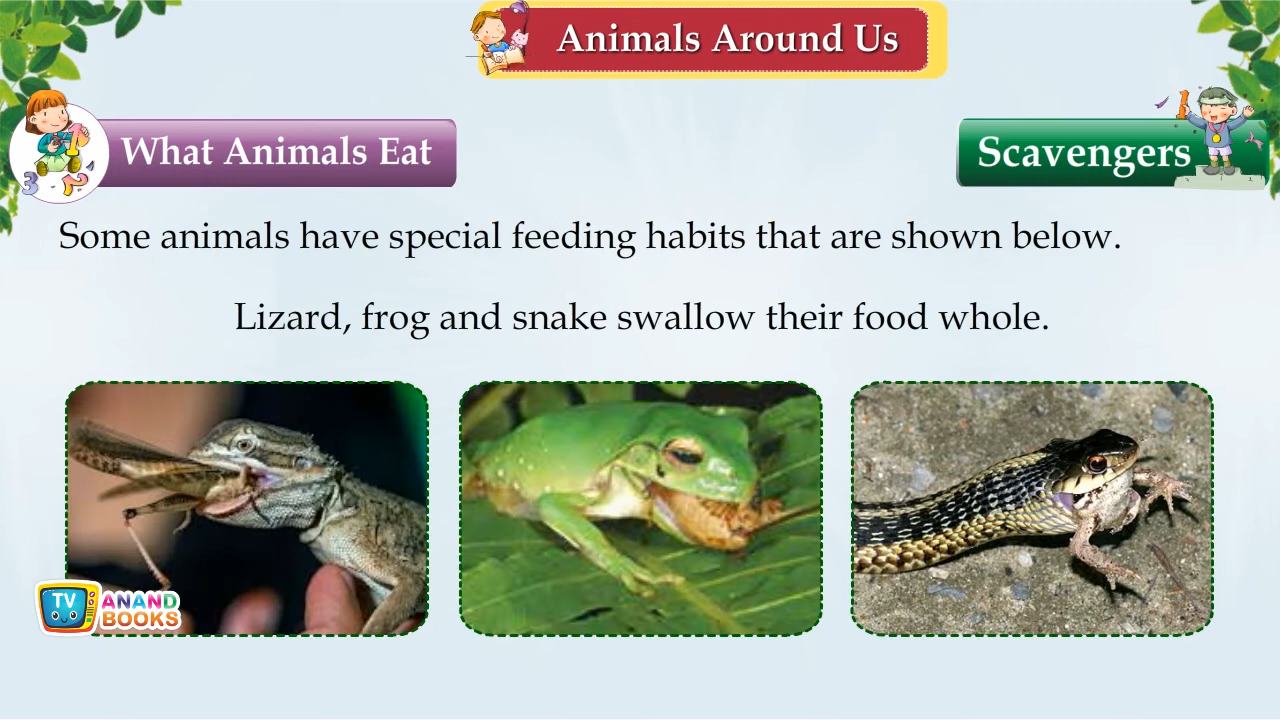 Animals Around Us
What Animals Eat
Scavengers
Some animals have special feeding habits that are shown below.
Lizard, frog and snake swallow their food whole.
TV
ANAND
BOOKS